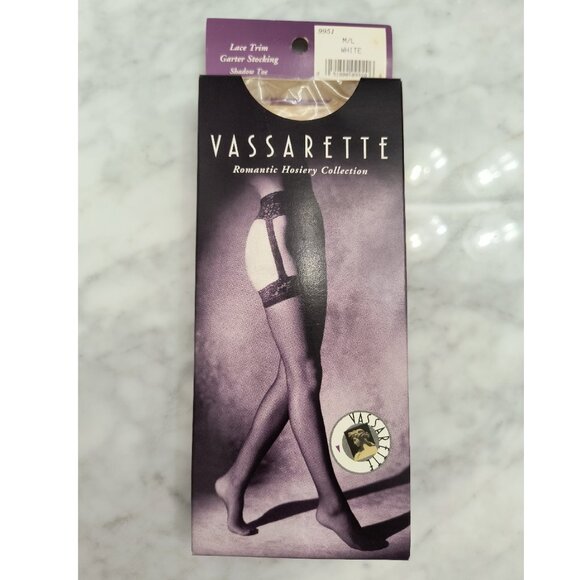 Lace Trim
Garter Stocking
Shadow Toe
9951
M/L
WHITE
VASSARETTE
Romantic Hosiery Collection
VASSARETTE